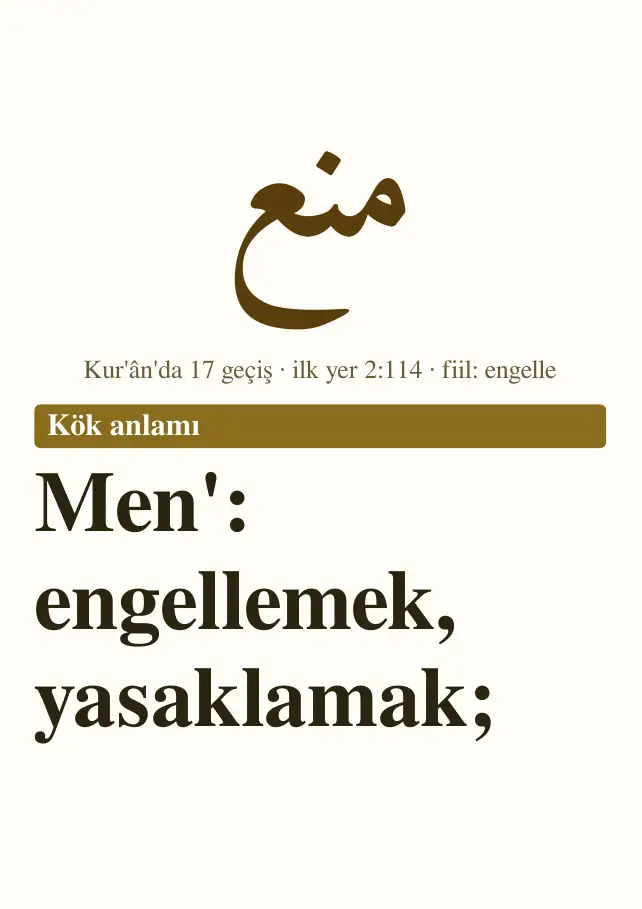 منع
Kur'ân'da 17 geçiş · ilk yer 2:114 · fiil: engelle
Kök anlamı
Men':
engellemek,
yasaklamak;